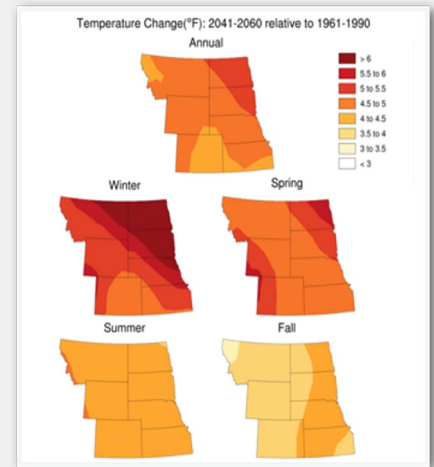 Temperature Change(°F): 2041-2060 relative to 1961-1990
Annual
> 6
5.5 to 6
5 to 5.5
4.5 to 5
4 to 4.5
3.5 to 4
3 to 3.5
< 3
Winter
Spring
Summer
Fall